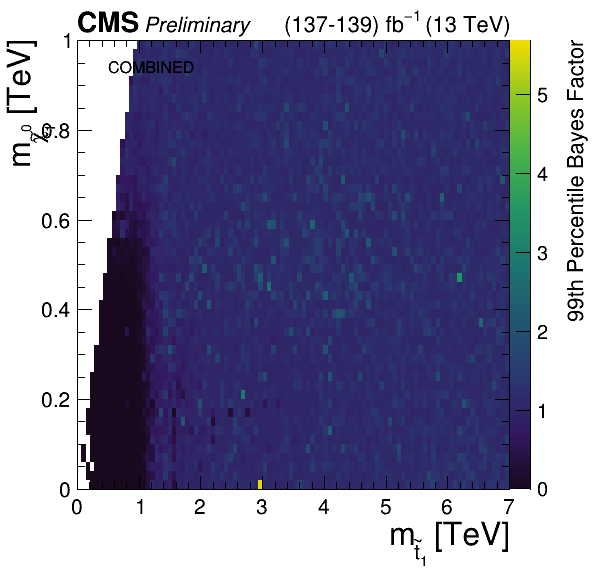 CMS Preliminary (137-139) fb⁻¹ (13 TeV)
COMBINED
m_χ̃⁰₁ [TeV]
1
0.8
0.6
0.4
0.2
0
0 1 2 3 4 5 6 7
m_t̃₁ [TeV]
5
4
3
2
1
0
99th Percentile Bayes Factor